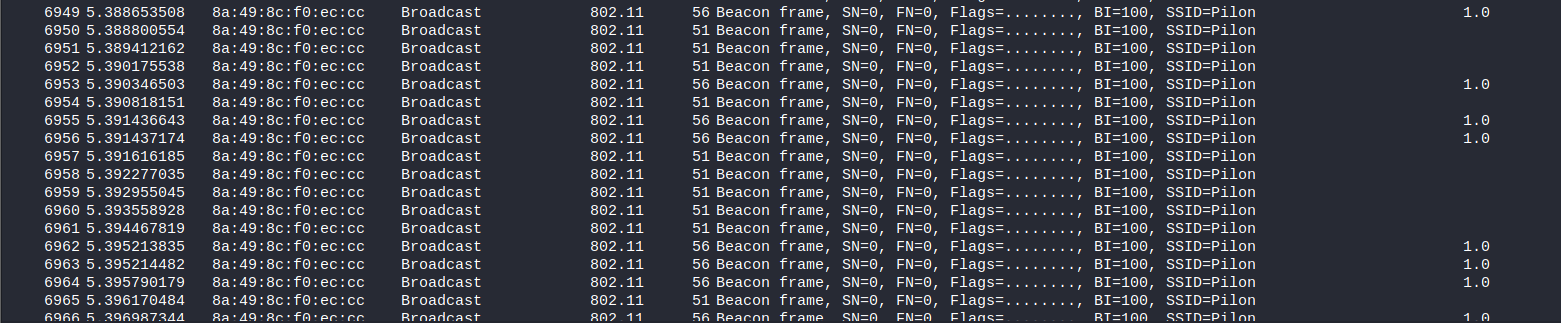 6949 5.388653508 8a:49:8c:f0:ec:cc Broadcast 802.11 56 Beacon frame, SN=0, FN=0, Flags=........, BI=100, SSID=Pilon 1.0
6950 5.388800554 8a:49:8c:f0:ec:cc Broadcast 802.11 51 Beacon frame, SN=0, FN=0, Flags=........, BI=100, SSID=Pilon
6951 5.389412162 8a:49:8c:f0:ec:cc Broadcast 802.11 51 Beacon frame, SN=0, FN=0, Flags=........, BI=100, SSID=Pilon
6952 5.390175538 8a:49:8c:f0:ec:cc Broadcast 802.11 51 Beacon frame, SN=0, FN=0, Flags=........, BI=100, SSID=Pilon
6953 5.390346503 8a:49:8c:f0:ec:cc Broadcast 802.11 56 Beacon frame, SN=0, FN=0, Flags=........, BI=100, SSID=Pilon 1.0
6954 5.390818151 8a:49:8c:f0:ec:cc Broadcast 802.11 51 Beacon frame, SN=0, FN=0, Flags=........, BI=100, SSID=Pilon
6955 5.391436643 8a:49:8c:f0:ec:cc Broadcast 802.11 56 Beacon frame, SN=0, FN=0, Flags=........, BI=100, SSID=Pilon 1.0
6956 5.391437174 8a:49:8c:f0:ec:cc Broadcast 802.11 56 Beacon frame, SN=0, FN=0, Flags=........, BI=100, SSID=Pilon 1.0
6957 5.391616185 8a:49:8c:f0:ec:cc Broadcast 802.11 51 Beacon frame, SN=0, FN=0, Flags=........, BI=100, SSID=Pilon
6958 5.392277035 8a:49:8c:f0:ec:cc Broadcast 802.11 51 Beacon frame, SN=0, FN=0, Flags=........, BI=100, SSID=Pilon
6959 5.392955045 8a:49:8c:f0:ec:cc Broadcast 802.11 51 Beacon frame, SN=0, FN=0, Flags=........, BI=100, SSID=Pilon
6960 5.393558928 8a:49:8c:f0:ec:cc Broadcast 802.11 51 Beacon frame, SN=0, FN=0, Flags=........, BI=100, SSID=Pilon
6961 5.394467819 8a:49:8c:f0:ec:cc Broadcast 802.11 51 Beacon frame, SN=0, FN=0, Flags=........, BI=100, SSID=Pilon
6962 5.395213835 8a:49:8c:f0:ec:cc Broadcast 802.11 56 Beacon frame, SN=0, FN=0, Flags=........, BI=100, SSID=Pilon 1.0
6963 5.395214482 8a:49:8c:f0:ec:cc Broadcast 802.11 56 Beacon frame, SN=0, FN=0, Flags=........, BI=100, SSID=Pilon 1.0
6964 5.395790179 8a:49:8c:f0:ec:cc Broadcast 802.11 56 Beacon frame, SN=0, FN=0, Flags=........, BI=100, SSID=Pilon 1.0
6965 5.396170484 8a:49:8c:f0:ec:cc Broadcast 802.11 51 Beacon frame, SN=0, FN=0, Flags=........, BI=100, SSID=Pilon
6966 5.396987344 8a:49:8c:f0:ec:cc Broadcast 802.11 56 Beacon frame, SN=0, FN=0, Flags=........, BI=100, SSID=Pilon 1.0